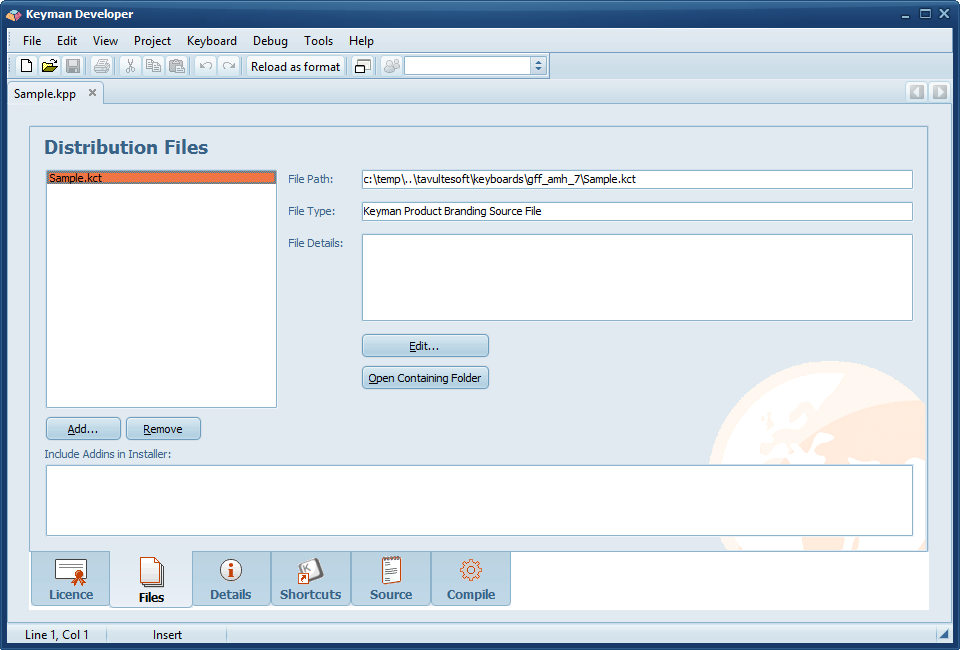 Keyman Developer
File Edit View Project Keyboard Debug Tools Help
Reload as format
Sample.kpp
Distribution Files
Sample.kct
File Path: c:\temp\..\tavultesoft\keyboards\gff_amh_7\Sample.kct
File Type: Keyman Product Branding Source File
File Details:
Edit...
Open Containing Folder
Add... Remove
Include Addins in Installer:
Licence Files Details Shortcuts Source Compile
Line 1, Col 1 Insert